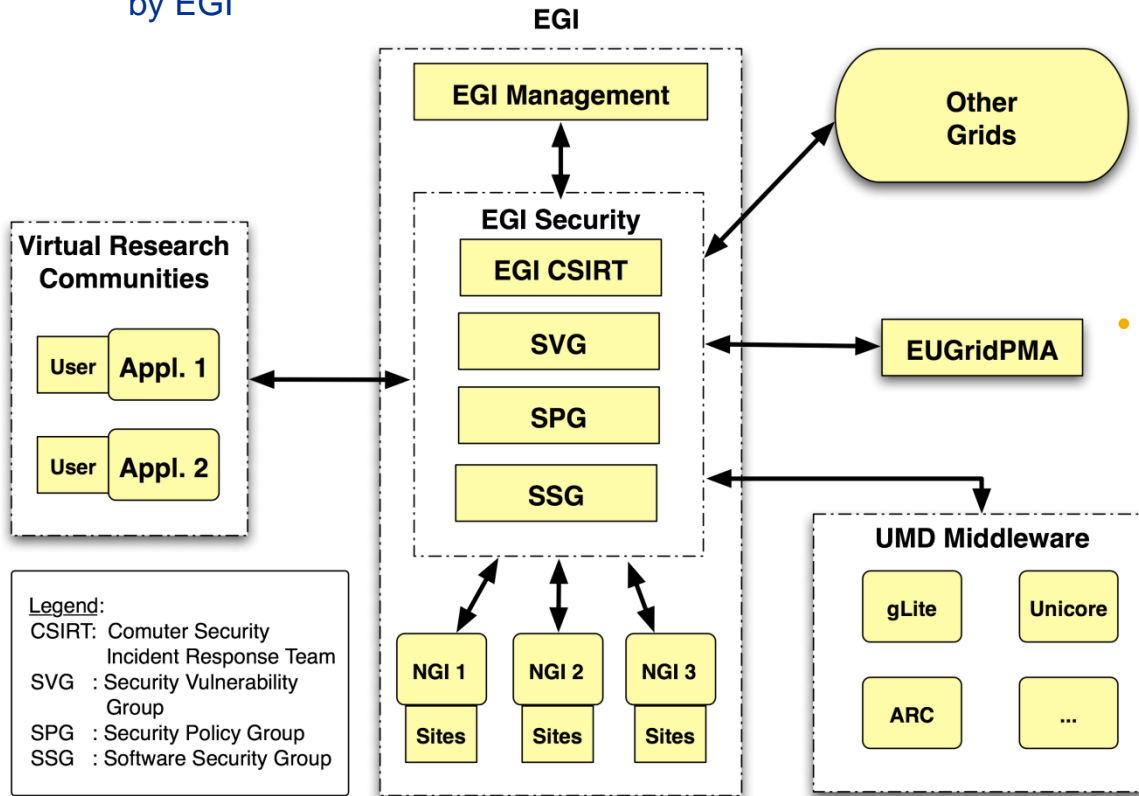 by EGI
EGI
EGI Management
Other
Grids
EGI Security
EGI CSIRT
SVG
SPG
SSG
Virtual Research
Communities
User Appl. 1
User Appl. 2
EUGridPMA
UMD Middleware
gLite Unicore
ARC ...
NGI 1 NGI 2 NGI 3
Sites Sites Sites
Legend:
CSIRT: Comuter Security
Incident Response Team
SVG : Security Vulnerability
Group
SPG : Security Policy Group
SSG : Software Security Group